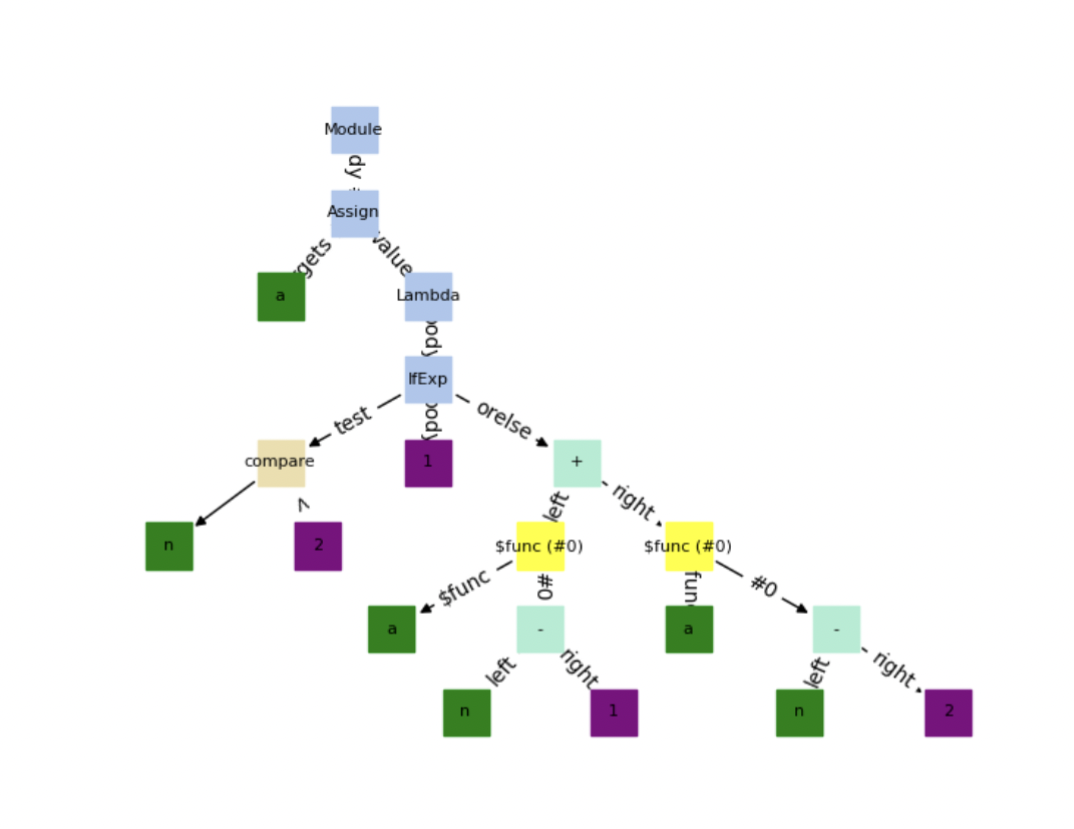 Module
dy
Assign
gets value
a Lambda
ody
IfExp
test ody orelse
compare 1 +
< left right
n 2 $func (#0) $func (#0)
$func #0 func #0
a - a -
left right left right
n 1 n 2